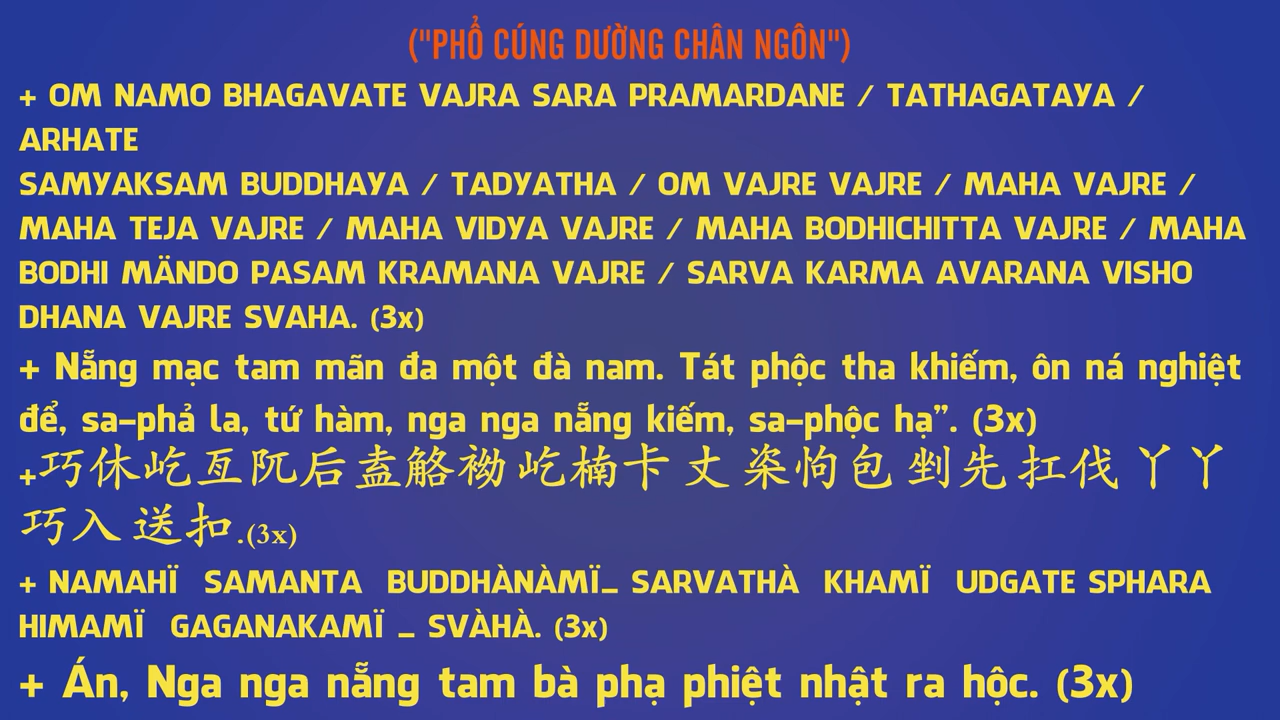 ("PHỔ CÚNG DƯỜNG CHÂN NGÔN")
+ OM NAMO BHAGAVATE VAJRA SARA PRAMARDANE / TATHAGATAYA /
ARHATE
SAMYAKSAM BUDDHAYA / TADYATHA / OM VAJRE VAJRE / MAHA VAJRE /
MAHA TEJA VAJRE / MAHA VIDYA VAJRE / MAHA BODHICHITTA VAJRE / MAHA
BODHI MÄNDO PASAM KRAMANA VAJRE / SARVA KARMA AVARANA VISHO
DHANA VAJRE SVAHA. (3x)
+ Nẵng mạc tam mãn đa một đà nam. Tát phộc tha khiếm, ôn ná nghiệt
để, sa-phả la, tứ hàm, nga nga nẵng kiếm, sa-phộc hạ”. (3x)
+巧休屹亙阢后盍觡袎屹楠卡丈楶怐包剉先扛伐丫丫
巧入送扣.(3x)
+ NAMAHÏ SAMANTA BUDDHÀNÀMÏ_ SARVATHÀ KHAMÏ UDGATE SPHARA
HIMAMÏ GAGANAKAMÏ _ SVÀHÀ. (3x)
+ Án, Nga nga nẵng tam bà phạ phiệt nhật ra hộc. (3x)